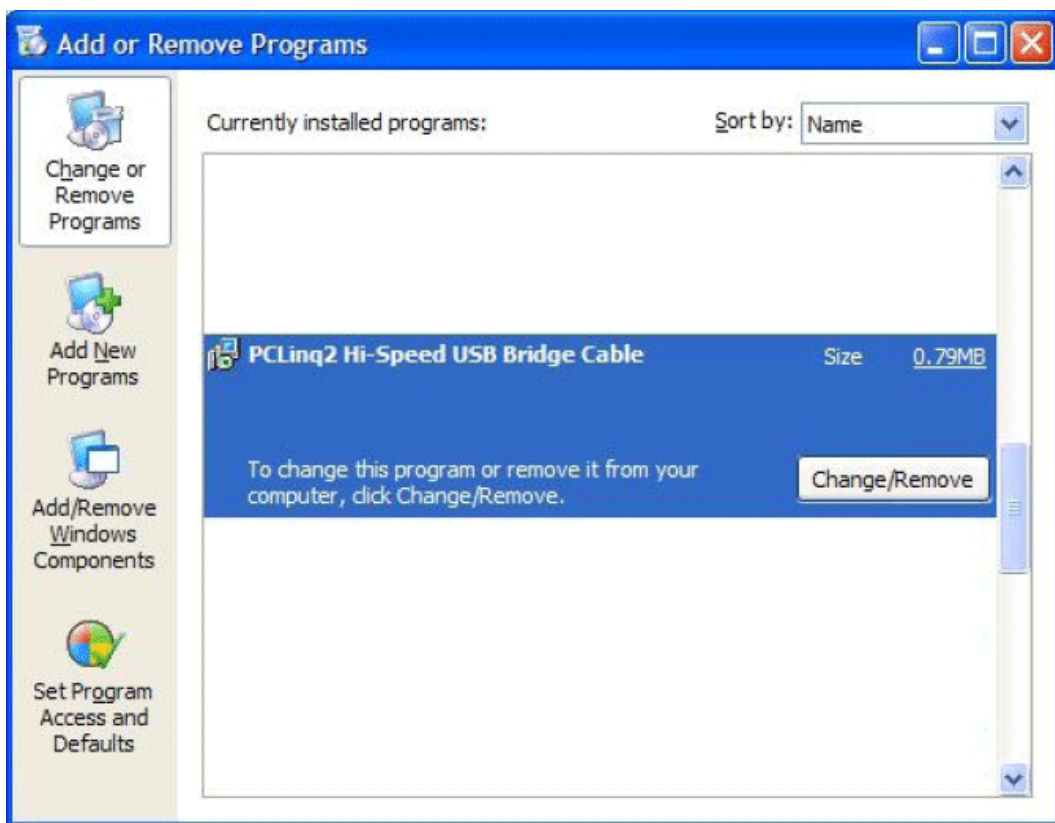 Add or Remove Programs
Change or
Remove
Programs
Add New
Programs
Add/Remove
Windows
Components
Set Program
Access and
Defaults
Currently installed programs:
Sort by: Name
PCLinq2 Hi-Speed USB Bridge Cable Size 0.79MB
To change this program or remove it from your
computer, click Change/Remove.
Change/Remove